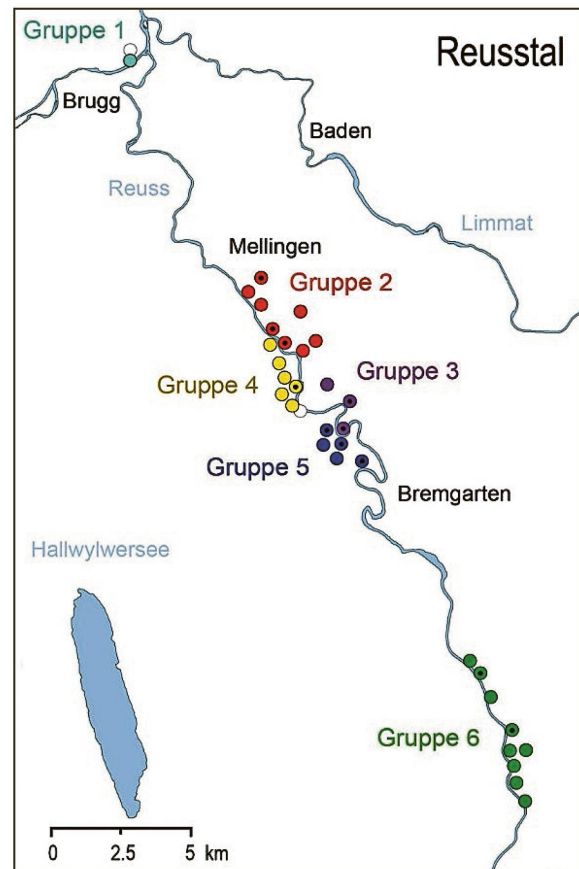 Gruppe 1
Reusstal
Brugg
Baden
Reuss
Limmat
Mellingen
Gruppe 2
Gruppe 3
Gruppe 4
Gruppe 5
Bremgarten
Hallwylwersee
Gruppe 6
0 2.5 5 km